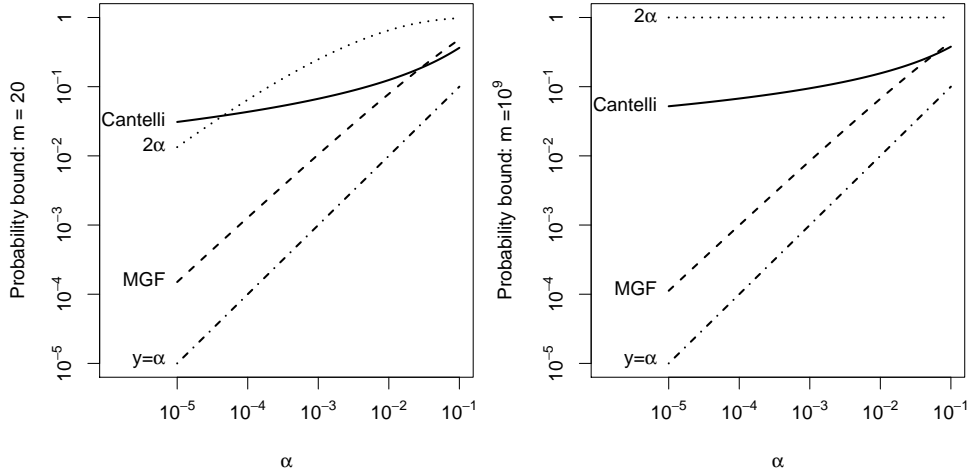 Probability bound: m = 20
1
10⁻¹
10⁻²
10⁻³
10⁻⁴
10⁻⁵
Cantelli
2α
MGF
y=α
10⁻⁵ 10⁻⁴ 10⁻³ 10⁻² 10⁻¹
α
Probability bound: m = 10⁹
1
10⁻¹
10⁻²
10⁻³
10⁻⁴
10⁻⁵
2α
Cantelli
MGF
y=α
10⁻⁵ 10⁻⁴ 10⁻³ 10⁻² 10⁻¹
α